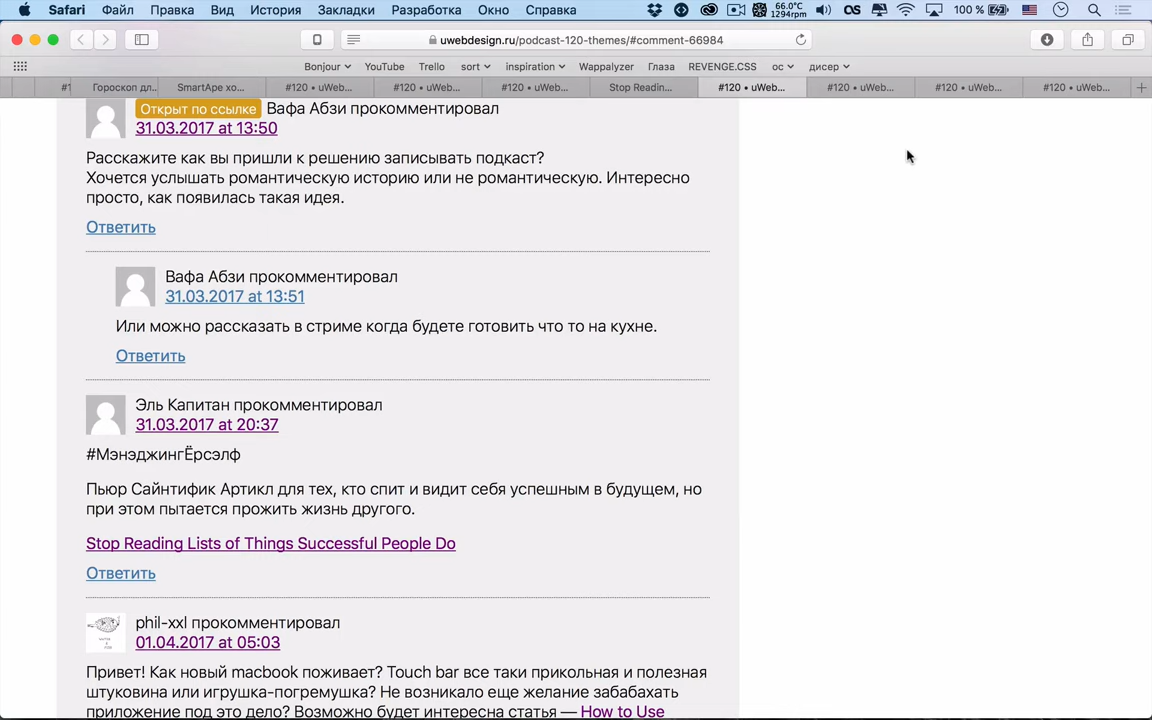 Safari Файл Правка Вид История Закладки Разработка Окно Справка 66.0°C 1294rpm 100 %
uwebdesign.ru/podcast-120-themes/#comment-66984
Bonjour YouTube Trello sort inspiration Wappalyzer Глаза REVENGE.CSS ос дисер
#1 Гороскоп дл... SmartApe хо... #120 • uWeb... #120 • uWeb... #120 • uWeb... Stop Readin... #120 • uWeb... #120 • uWeb... #120 • uWeb... #120 • uWeb...
Открыт по ссылке Вафа Абзи прокомментировал
31.03.2017 at 13:50
Расскажите как вы пришли к решению записывать подкаст?
Хочется услышать романтическую историю или не романтическую. Интересно
просто, как появилась такая идея.
Ответить
Вафа Абзи прокомментировал
31.03.2017 at 13:51
Или можно рассказать в стриме когда будете готовить что то на кухне.
Ответить
Эль Капитан прокомментировал
31.03.2017 at 20:37
#МэнэджингЁрсэлф
Пьюр Сайнтифик Артикл для тех, кто спит и видит себя успешным в будущем, но
при этом пытается прожить жизнь другого.
Stop Reading Lists of Things Successful People Do
Ответить
phil-xxl прокомментировал
01.04.2017 at 05:03
Привет! Как новый macbook поживает? Touch bar все таки прикольная и полезная
штуковина или игрушка-погремушка? Не возникало еще желание забабахать
приложение под это дело? Возможно будет интересна статья — How to Use